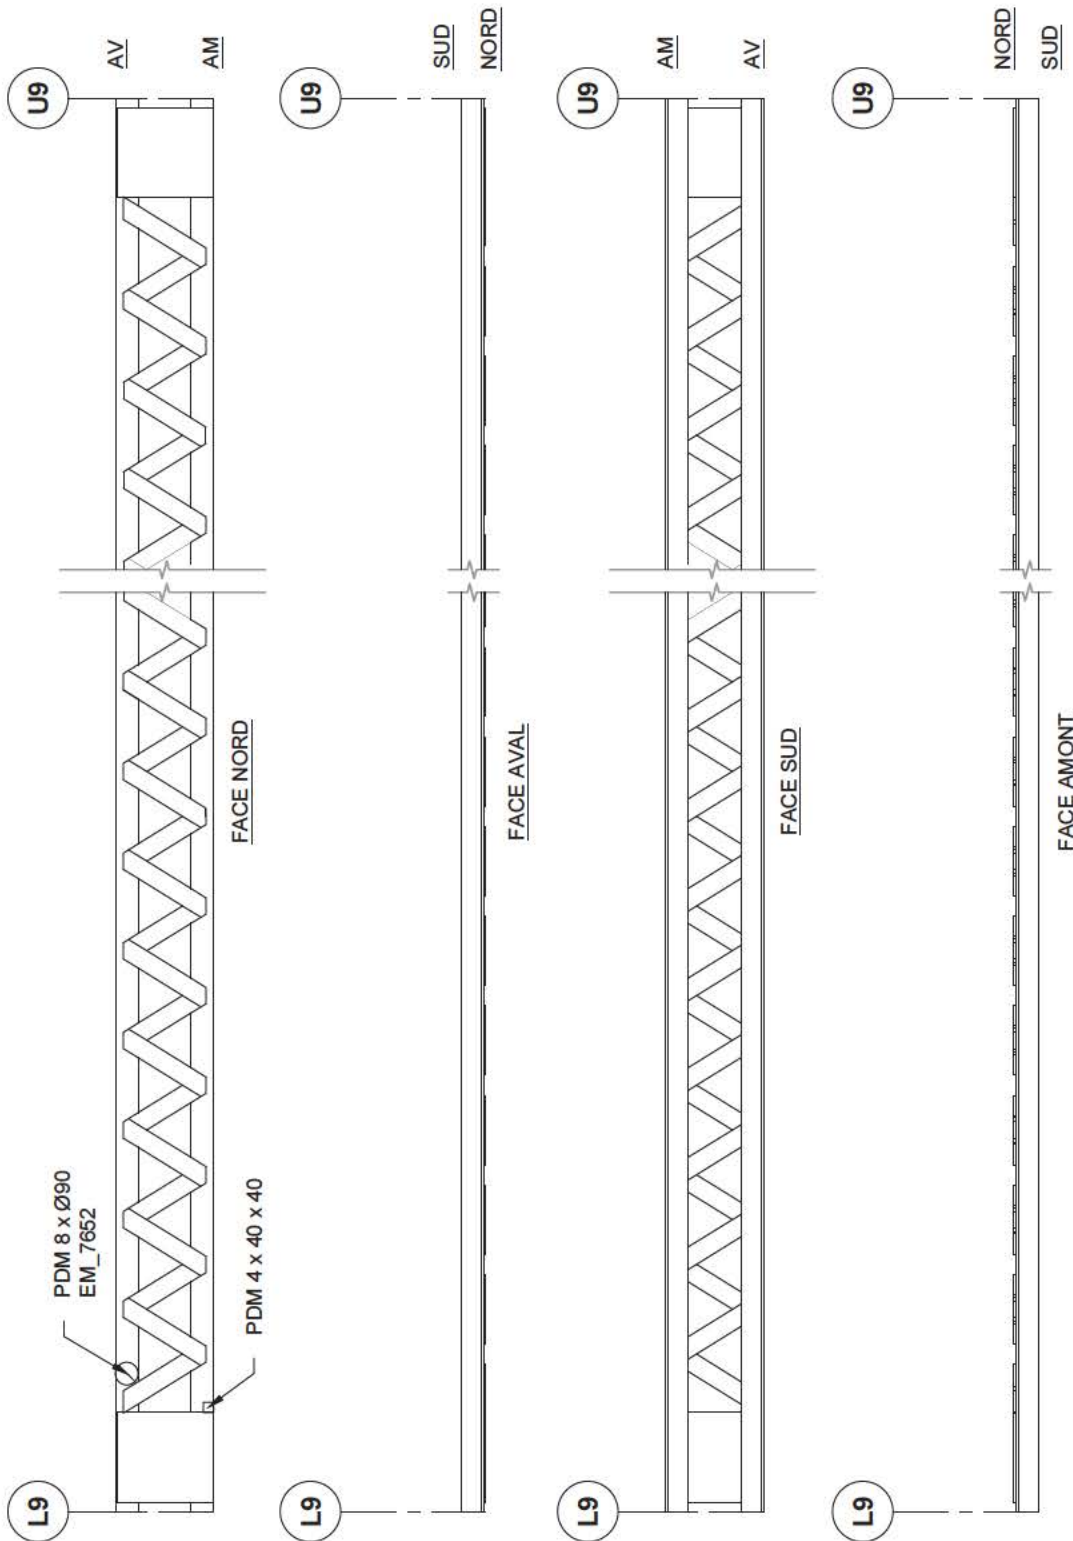 U9
AV
AM
PDM 8 x Ø90
EM_7652
PDM 4 x 40 x 40
FACE NORD
L9
U9
SUD
NORD
FACE AVAL
L9
U9
AM
AV
FACE SUD
L9
U9
NORD
SUD
FACE AMONT
L9